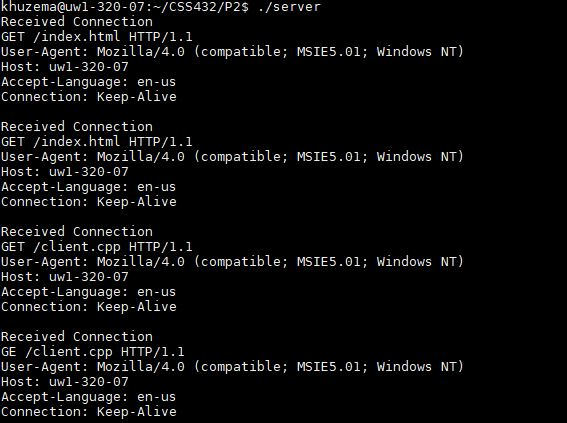 khuzema@uw1-320-07:~/CSS432/P2$ ./server
Received Connection
GET /index.html HTTP/1.1
User-Agent: Mozilla/4.0 (compatible; MSIE5.01; Windows NT)
Host: uw1-320-07
Accept-Language: en-us
Connection: Keep-Alive
Received Connection
GET /index.html HTTP/1.1
User-Agent: Mozilla/4.0 (compatible; MSIE5.01; Windows NT)
Host: uw1-320-07
Accept-Language: en-us
Connection: Keep-Alive
Received Connection
GET /client.cpp HTTP/1.1
User-Agent: Mozilla/4.0 (compatible; MSIE5.01; Windows NT)
Host: uw1-320-07
Accept-Language: en-us
Connection: Keep-Alive
Received Connection
GE /client.cpp HTTP/1.1
User-Agent: Mozilla/4.0 (compatible; MSIE5.01; Windows NT)
Host: uw1-320-07
Accept-Language: en-us
Connection: Keep-Alive